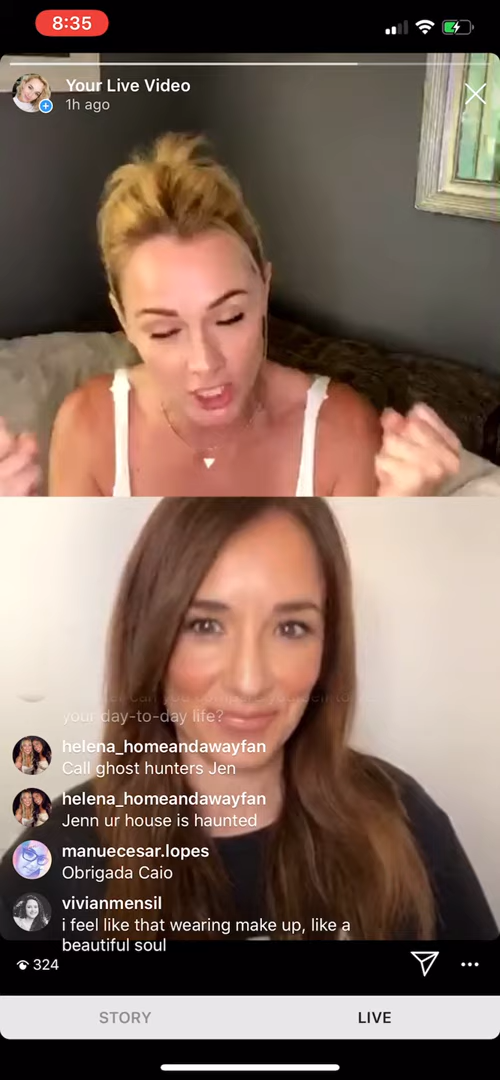 8:35
Your Live Video
1h ago
your day-to-day life?
helena_homeandawayfan
Call ghost hunters Jen
helena_homeandawayfan
Jenn ur house is haunted
manuecesar.lopes
Obrigada Caio
vivianmensil
i feel like that wearing make up, like a
beautiful soul
324
STORY
LIVE